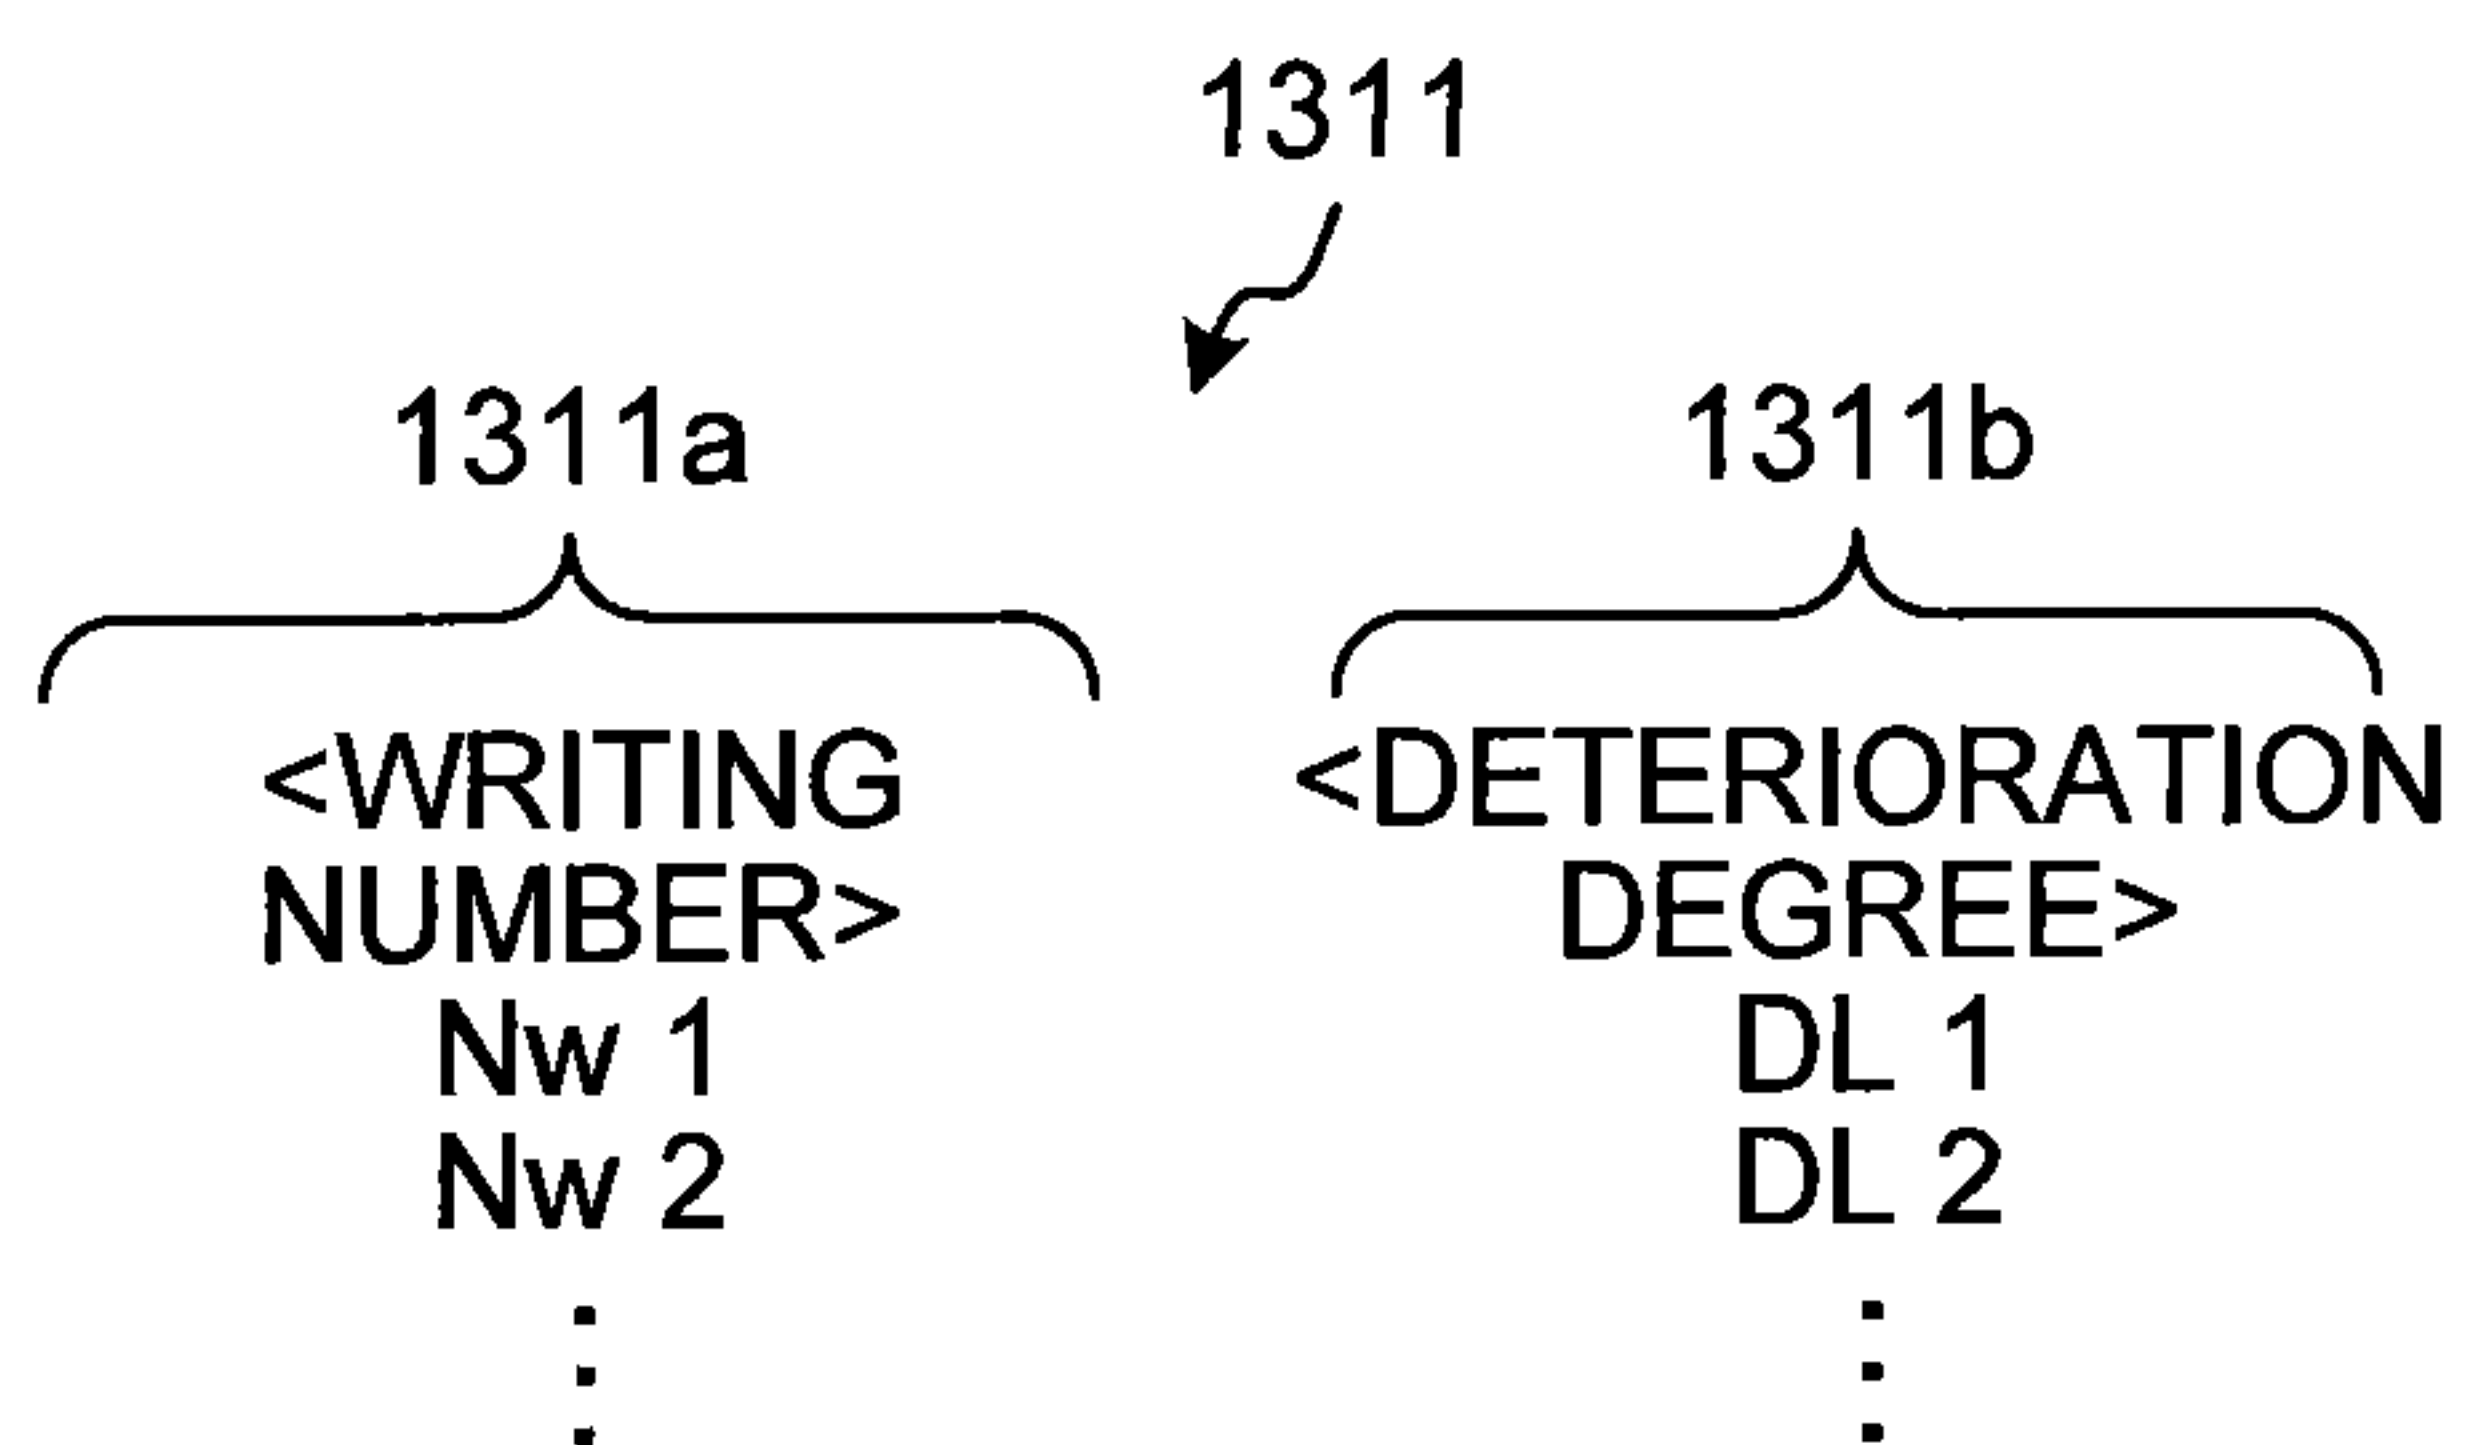 1311
1311a 1311b
<WRITING <DETERIORATION
NUMBER> DEGREE>
Nw 1 DL 1
Nw 2 DL 2